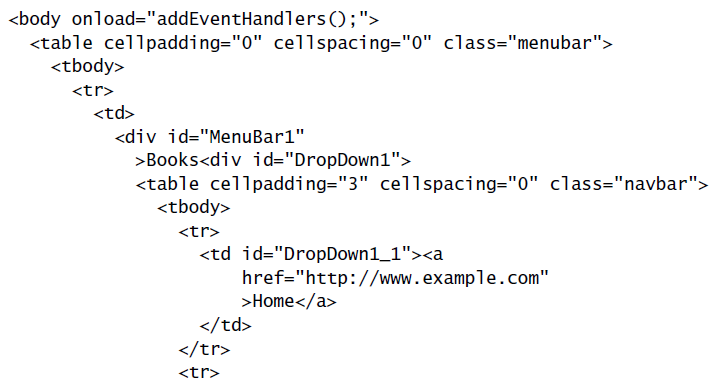 <body onload="addEventHandlers();">
<table cellpadding="0" cellspacing="0" class="menubar">
<tbody>
<tr>
<td>
<div id="MenuBar1"
>Books<div id="DropDown1">
<table cellpadding="3" cellspacing="0" class="navbar">
<tbody>
<tr>
<td id="DropDown1_1"><a
href="http://www.example.com"
>Home</a>
</td>
</tr>
<tr>